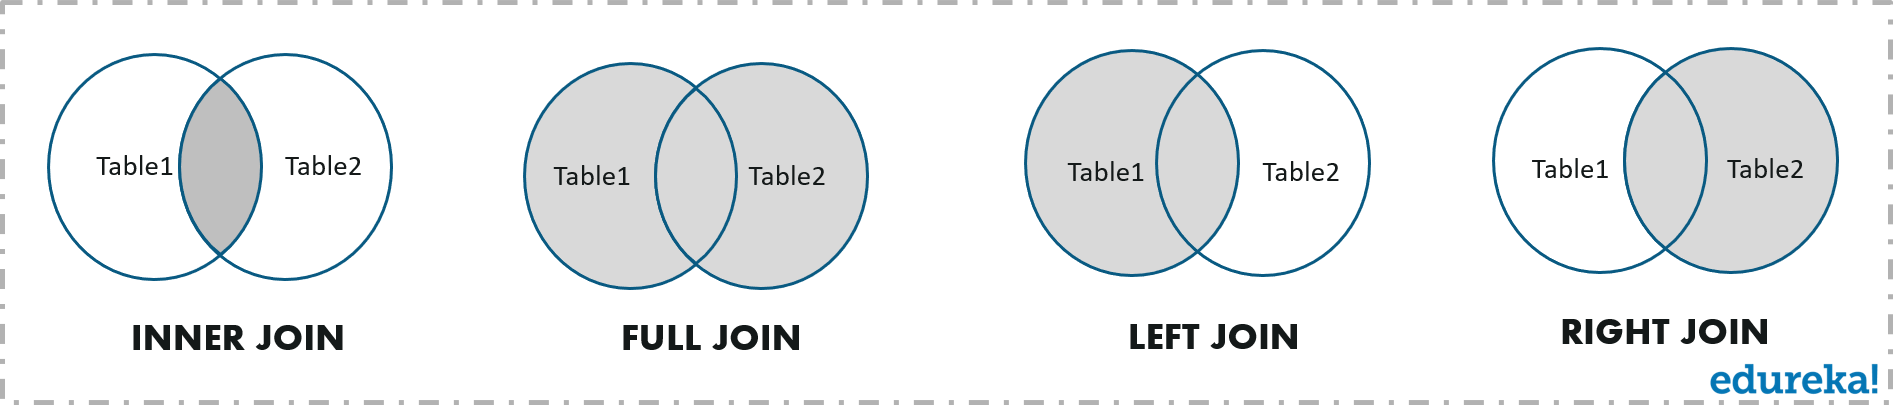 Table1 Table2
INNER JOIN
Table1 Table2
FULL JOIN
Table1 Table2
LEFT JOIN
Table1 Table2
RIGHT JOIN
edureka!